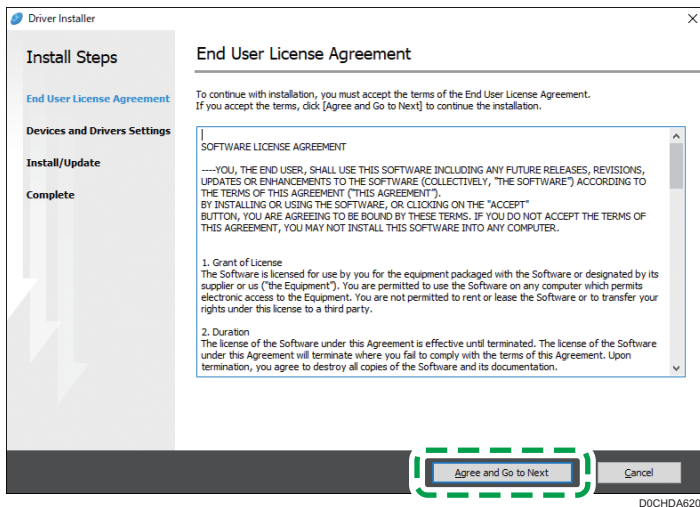 Driver Installer
Install Steps
End User License Agreement
Devices and Drivers Settings
Install/Update
Complete
End User License Agreement
To continue with installation, you must accept the terms of the End User License Agreement.
If you accept the terms, click [Agree and Go to Next] to continue the installation.
SOFTWARE LICENSE AGREEMENT
----YOU, THE END USER, SHALL USE THIS SOFTWARE INCLUDING ANY FUTURE RELEASES, REVISIONS,
UPDATES OR ENHANCEMENTS TO THE SOFTWARE (COLLECTIVELY, "THE SOFTWARE") ACCORDING TO
THE TERMS OF THIS AGREEMENT ("THIS AGREEMENT").
BY INSTALLING OR USING THE SOFTWARE, OR CLICKING ON THE "ACCEPT"
BUTTON, YOU ARE AGREEING TO BE BOUND BY THESE TERMS. IF YOU DO NOT ACCEPT THE TERMS OF
THIS AGREEMENT, YOU MAY NOT INSTALL THIS SOFTWARE INTO ANY COMPUTER.
1. Grant of License
The Software is licensed for use by you for the equipment packaged with the Software or designated by its
supplier or us ("the Equipment"). You are permitted to use the Software on any computer which permits
electronic access to the Equipment. You are not permitted to rent or lease the Software or to transfer your
rights under this license to a third party.
2. Duration
The license of the Software under this Agreement is effective until terminated. The license of the Software
under this Agreement will terminate where you fail to comply with the terms of this Agreement. Upon
termination, you agree to destroy all copies of the Software and its documentation.
Agree and Go to Next
Cancel
D0CHDA620